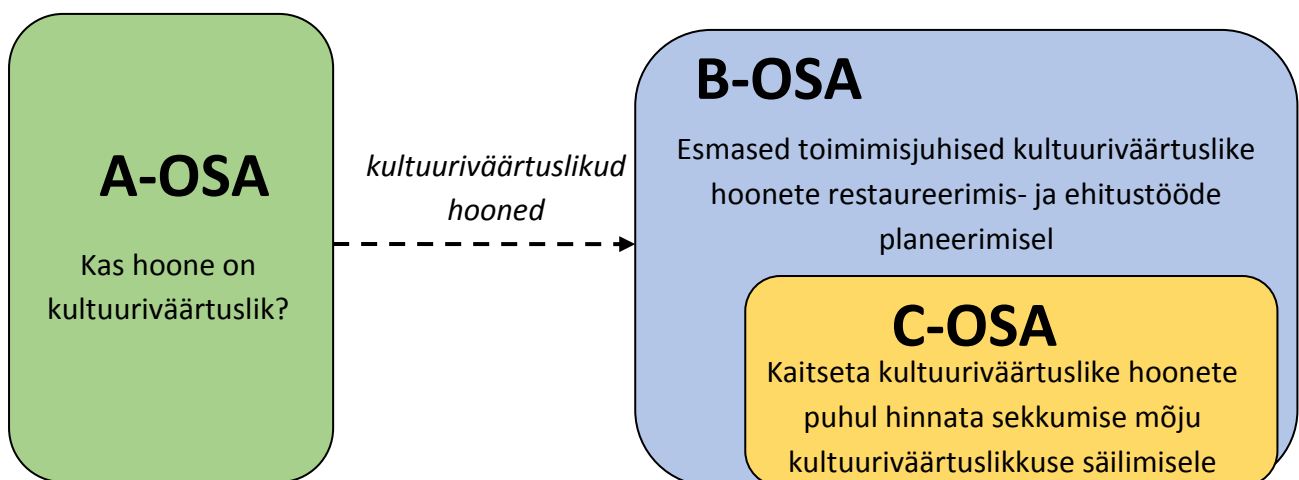 A-OSA
Kas hoone on
kultuuriväärtuslik?
kultuuriväärtuslikud
hooned
B-OSA
Esmased toimimisjuhised kultuuriväärtuslike
hoonete restaureerimis- ja ehitustööde
planeerimisel
C-OSA
Kaitseta kultuuriväärtuslike hoonete
puhul hinnata sekkumise mõju
kultuuriväärtuslikkuse säilimisele